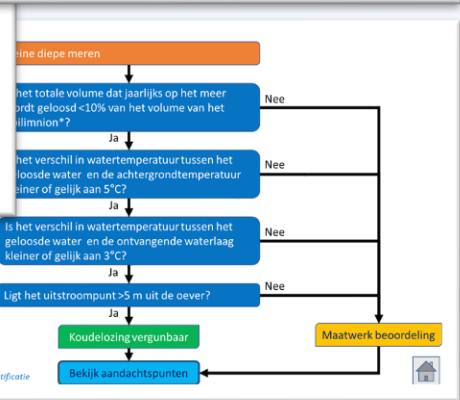 eine diepe meren
het totale volume dat jaarlijks op het meer
ordt geloosd <10% van het volume van het
pilimnion*?
Nee
Ja
het verschil in watertemperatuur tussen het
eloosde water en de achtergrondtemperatuur
leiner of gelijk aan 5°C?
Nee
Ja
Is het verschil in watertemperatuur tussen het
geloosde water en de ontvangende waterlaag
kleiner of gelijk aan 3°C?
Nee
Ja
Ligt het uitstroompunt >5 m uit de oever?
Nee
Ja
Koudelozing vergunbaar
Maatwerk beoordeling
Bekijk aandachtspunten
tificatie